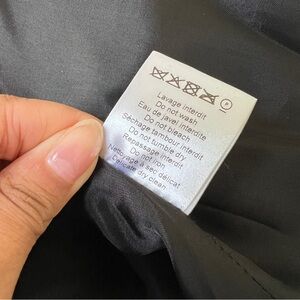 Lavage interdit
Do not wash
Eau de javel interdite
Do not bleach
Séchage tambour interdit
Do not tumble dry
Repassage interdit
Do not iron
Nettoyage à sec délicat
Delicate dry clean